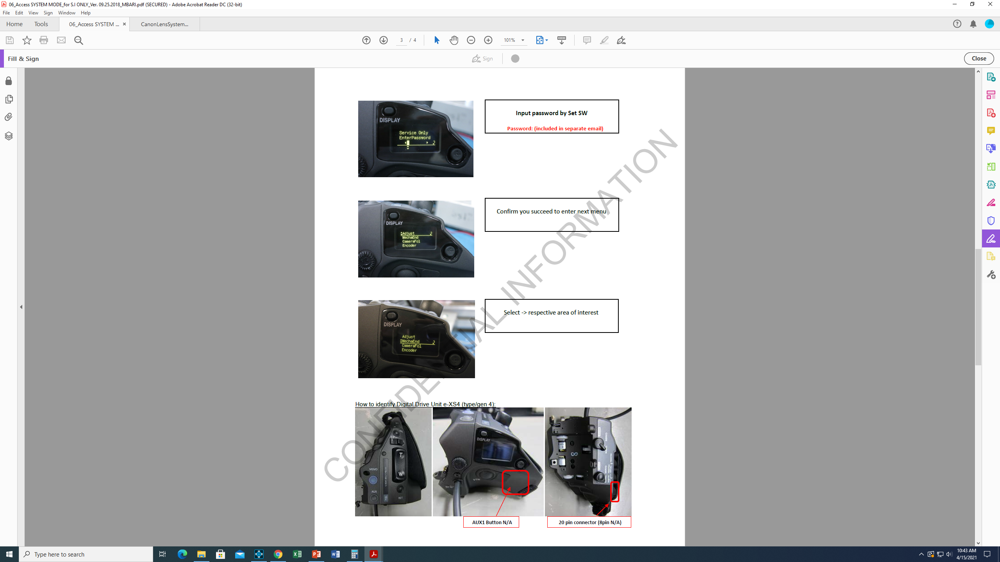 06_Access SYSTEM MODE_for S.I ONLY_Ver. 09.25.2018_MBARI.pdf (SECURED) - Adobe Acrobat Reader DC (32-bit)
File Edit View Sign Window Help
Home Tools 06_Access SYSTEM ... × CanonLensSystem...
3 / 4 101%
Fill & Sign Sign Close
DISPLAY
Service Only
EnterPassword
Input password by Set SW
Password: (included in separate email)
DISPLAY
Adjust
MechaEnd
CameraFol
Encoder
Confirm you succeed to enter next menu
DISPLAY
Adjust
MechaEnd
CameraFol
Encoder
Select -> respective area of interest
CONFIDENTIAL INFORMATION
How to identify Digital Drive Unit e-XS4 (type/gen 4):
T
W
MEMO
AUX
RET
DISPLAY
VTR
AUX1 Button N/A
20 pin connector (8pin N/A)
Type here to search
10:43 AM
4/15/2021